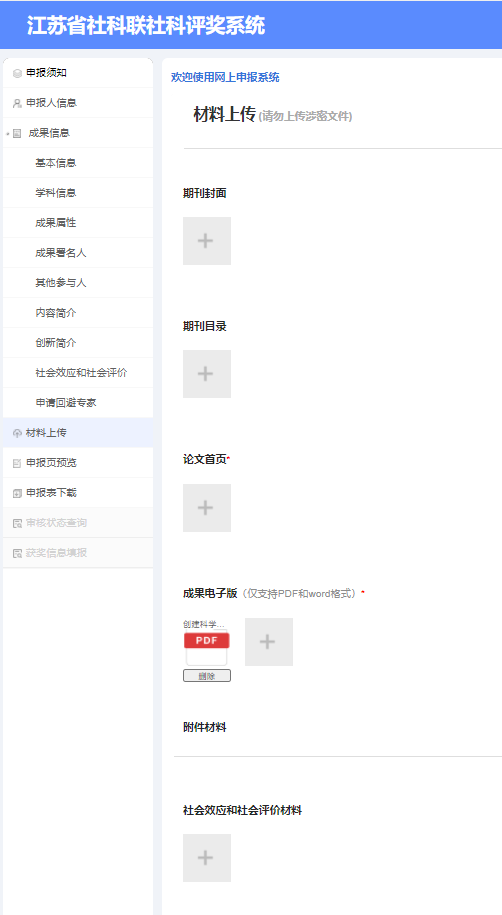 江苏省社科联社科评奖系统
申报须知
申报人信息
成果信息
基本信息
学科信息
成果属性
成果署名人
其他参与人
内容简介
创新简介
社会效应和社会评价
申请回避专家
材料上传
申报页预览
申报表下载
审核状态查询
获奖信息填报
欢迎使用网上申报系统
材料上传 (请勿上传涉密文件)
期刊封面
期刊目录
论文首页*
成果电子版（仅支持PDF和word格式）*
创建科学...
PDF
删除
附件材料
社会效应和社会评价材料